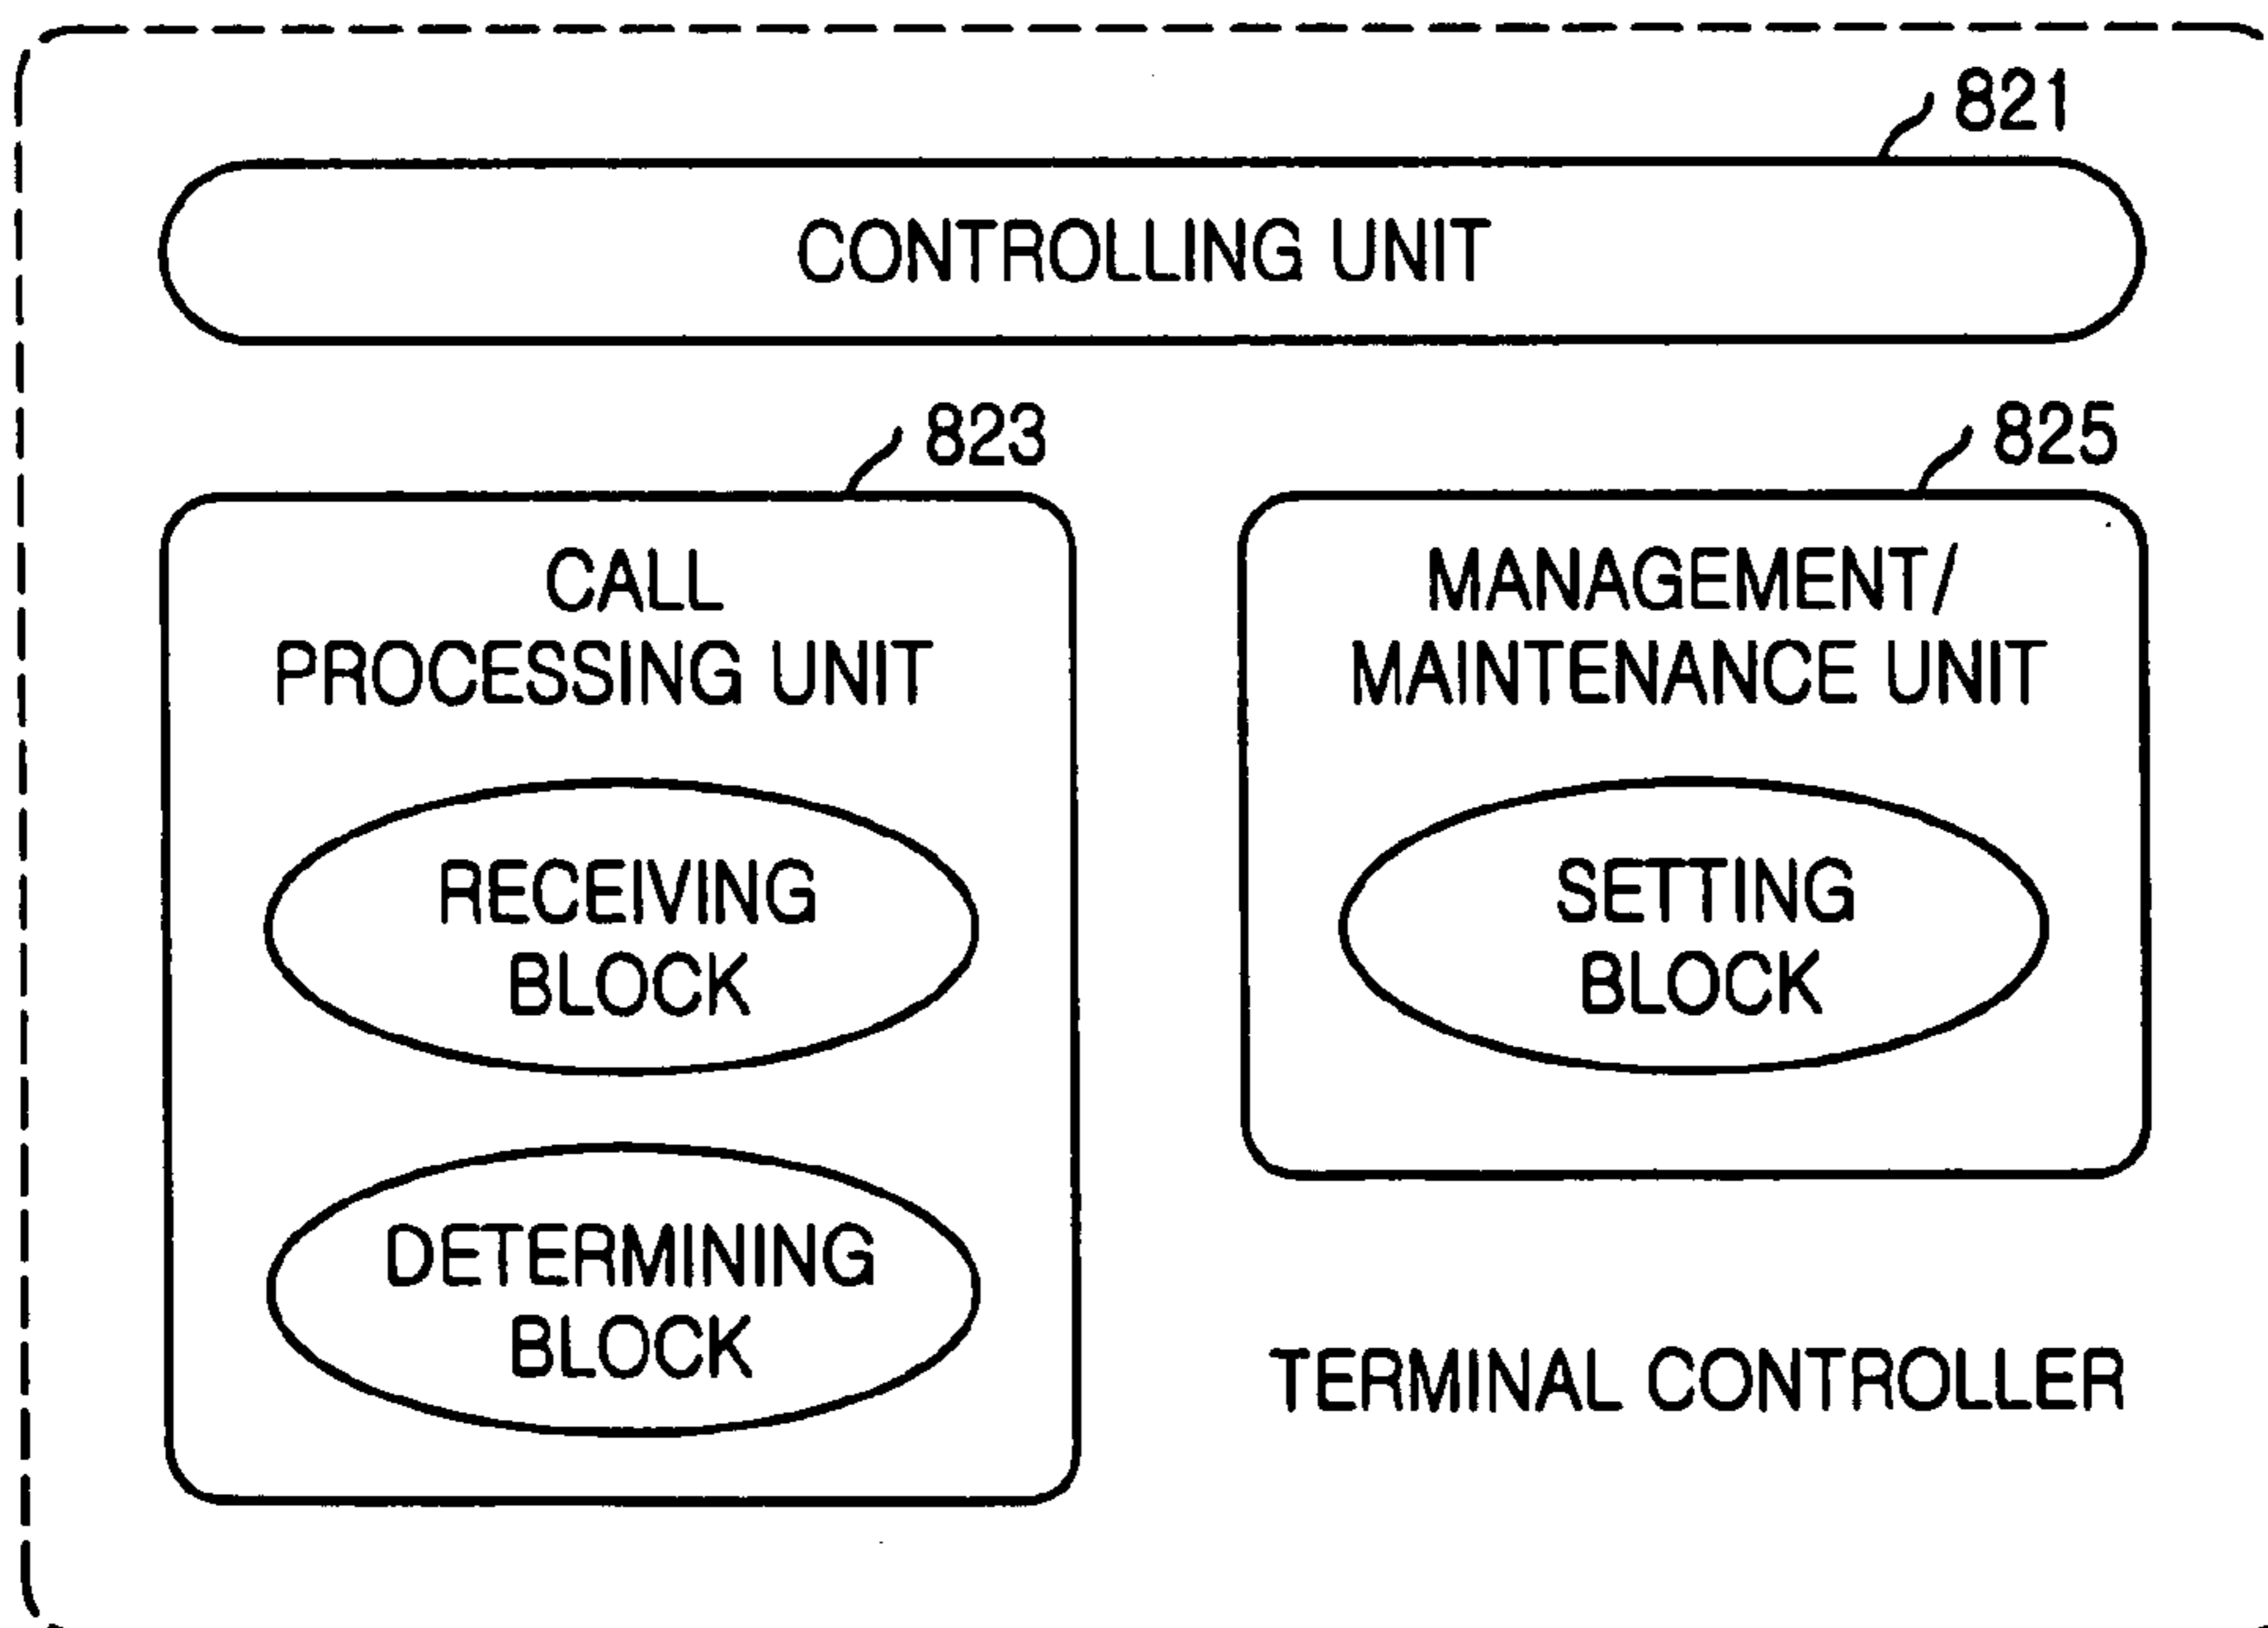 821
CONTROLLING UNIT
823
CALL
PROCESSING UNIT
RECEIVING
BLOCK
DETERMINING
BLOCK
825
MANAGEMENT/
MAINTENANCE UNIT
SETTING
BLOCK
TERMINAL CONTROLLER